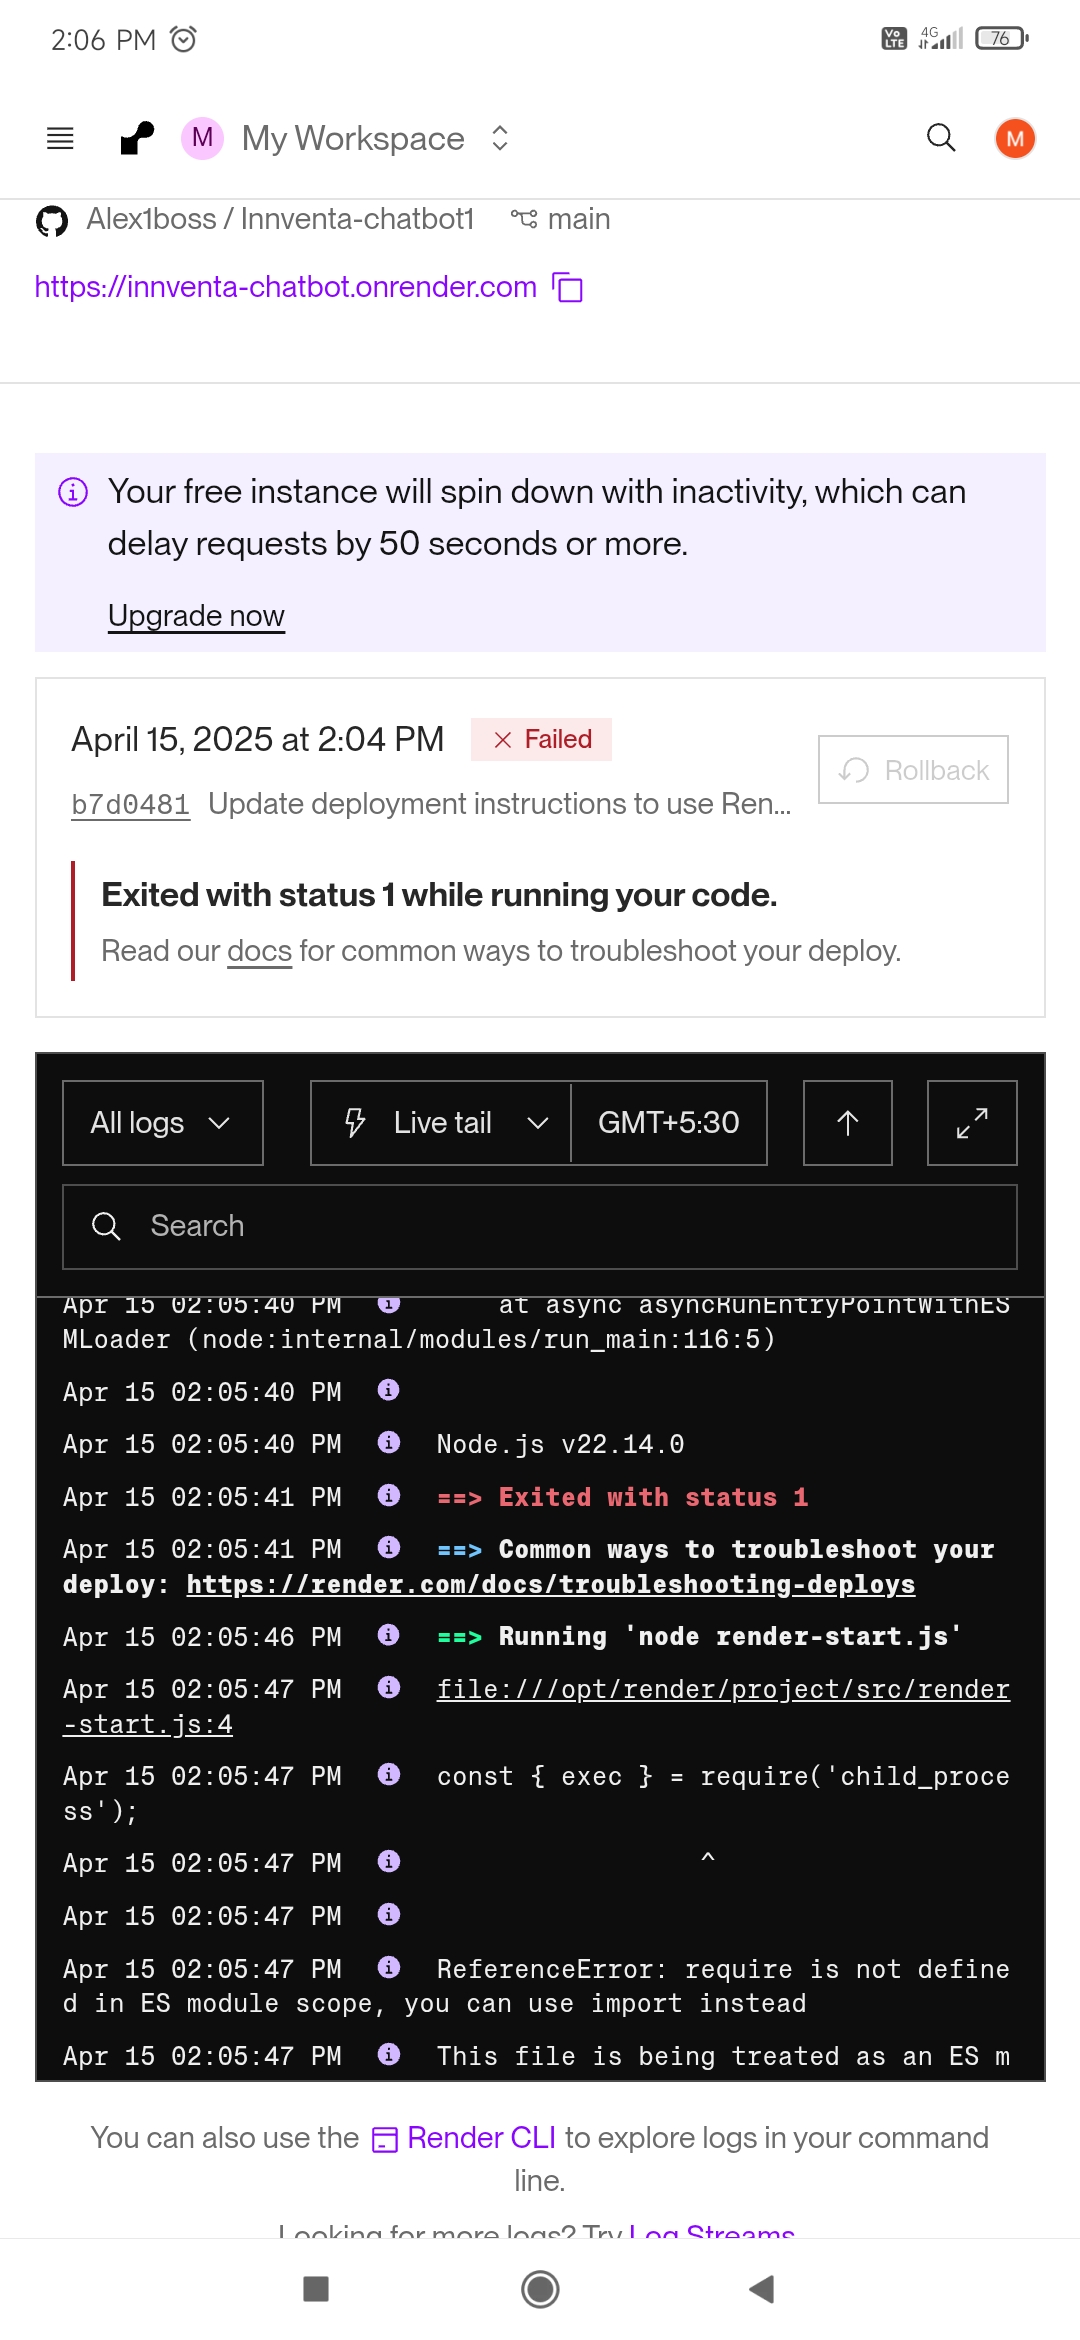 2:06 PM
Vo LTE 4G 76
M My Workspace M
Alex1boss / Innventa-chatbot1 main
https://innventa-chatbot.onrender.com
Your free instance will spin down with inactivity, which can
delay requests by 50 seconds or more.
Upgrade now
April 15, 2025 at 2:04 PM Failed
Rollback
b7d0481 Update deployment instructions to use Ren...
Exited with status 1 while running your code.
Read our docs for common ways to troubleshoot your deploy.
All logs Live tail GMT+5:30
Search
Apr 15 02:05:40 PM at async asyncRunEntryPointWithES
MLoader (node:internal/modules/run_main:116:5)
Apr 15 02:05:40 PM
Apr 15 02:05:40 PM Node.js v22.14.0
Apr 15 02:05:41 PM ==> Exited with status 1
Apr 15 02:05:41 PM ==> Common ways to troubleshoot your
deploy: https://render.com/docs/troubleshooting-deploys
Apr 15 02:05:46 PM ==> Running 'node render-start.js'
Apr 15 02:05:47 PM file:///opt/render/project/src/render
-start.js:4
Apr 15 02:05:47 PM const { exec } = require('child_proce
ss');
Apr 15 02:05:47 PM ^
Apr 15 02:05:47 PM
Apr 15 02:05:47 PM ReferenceError: require is not define
d in ES module scope, you can use import instead
Apr 15 02:05:47 PM This file is being treated as an ES m
You can also use the Render CLI to explore logs in your command
line.
Looking for more logs? Try Log Streams